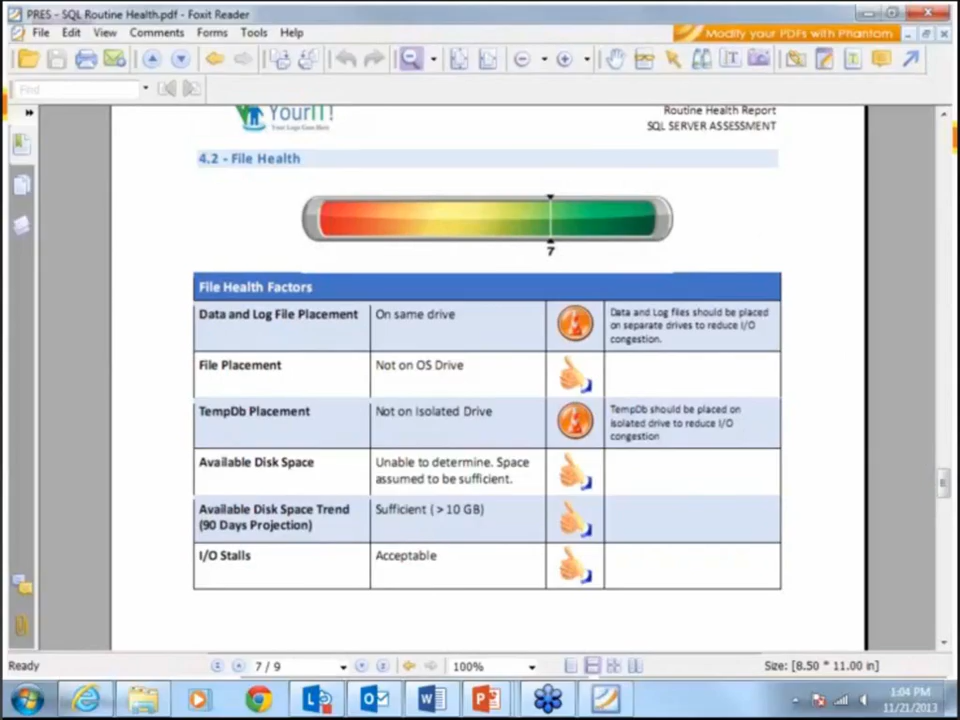 PRES - SQL Routine Health.pdf - Foxit Reader
File Edit View Comments Forms Tools Help
Modify your PDFs with Phantom
Find
YourIT!
Your Logo Goes Here
Routine Health Report
SQL SERVER ASSESSMENT
4.2 - File Health
7
File Health Factors
Data and Log File Placement
On same drive
Data and Log files should be placed
on separate drives to reduce I/O
congestion.
File Placement
Not on OS Drive
TempDb Placement
Not on Isolated Drive
TempDb should be placed on
isolated drive to reduce I/O
congestion
Available Disk Space
Unable to determine. Space
assumed to be sufficient.
Available Disk Space Trend
(90 Days Projection)
Sufficient ( > 10 GB)
I/O Stalls
Acceptable
Ready
7 / 9
100%
Size: [8.50 * 11.00 in]
1:04 PM
11/21/2013